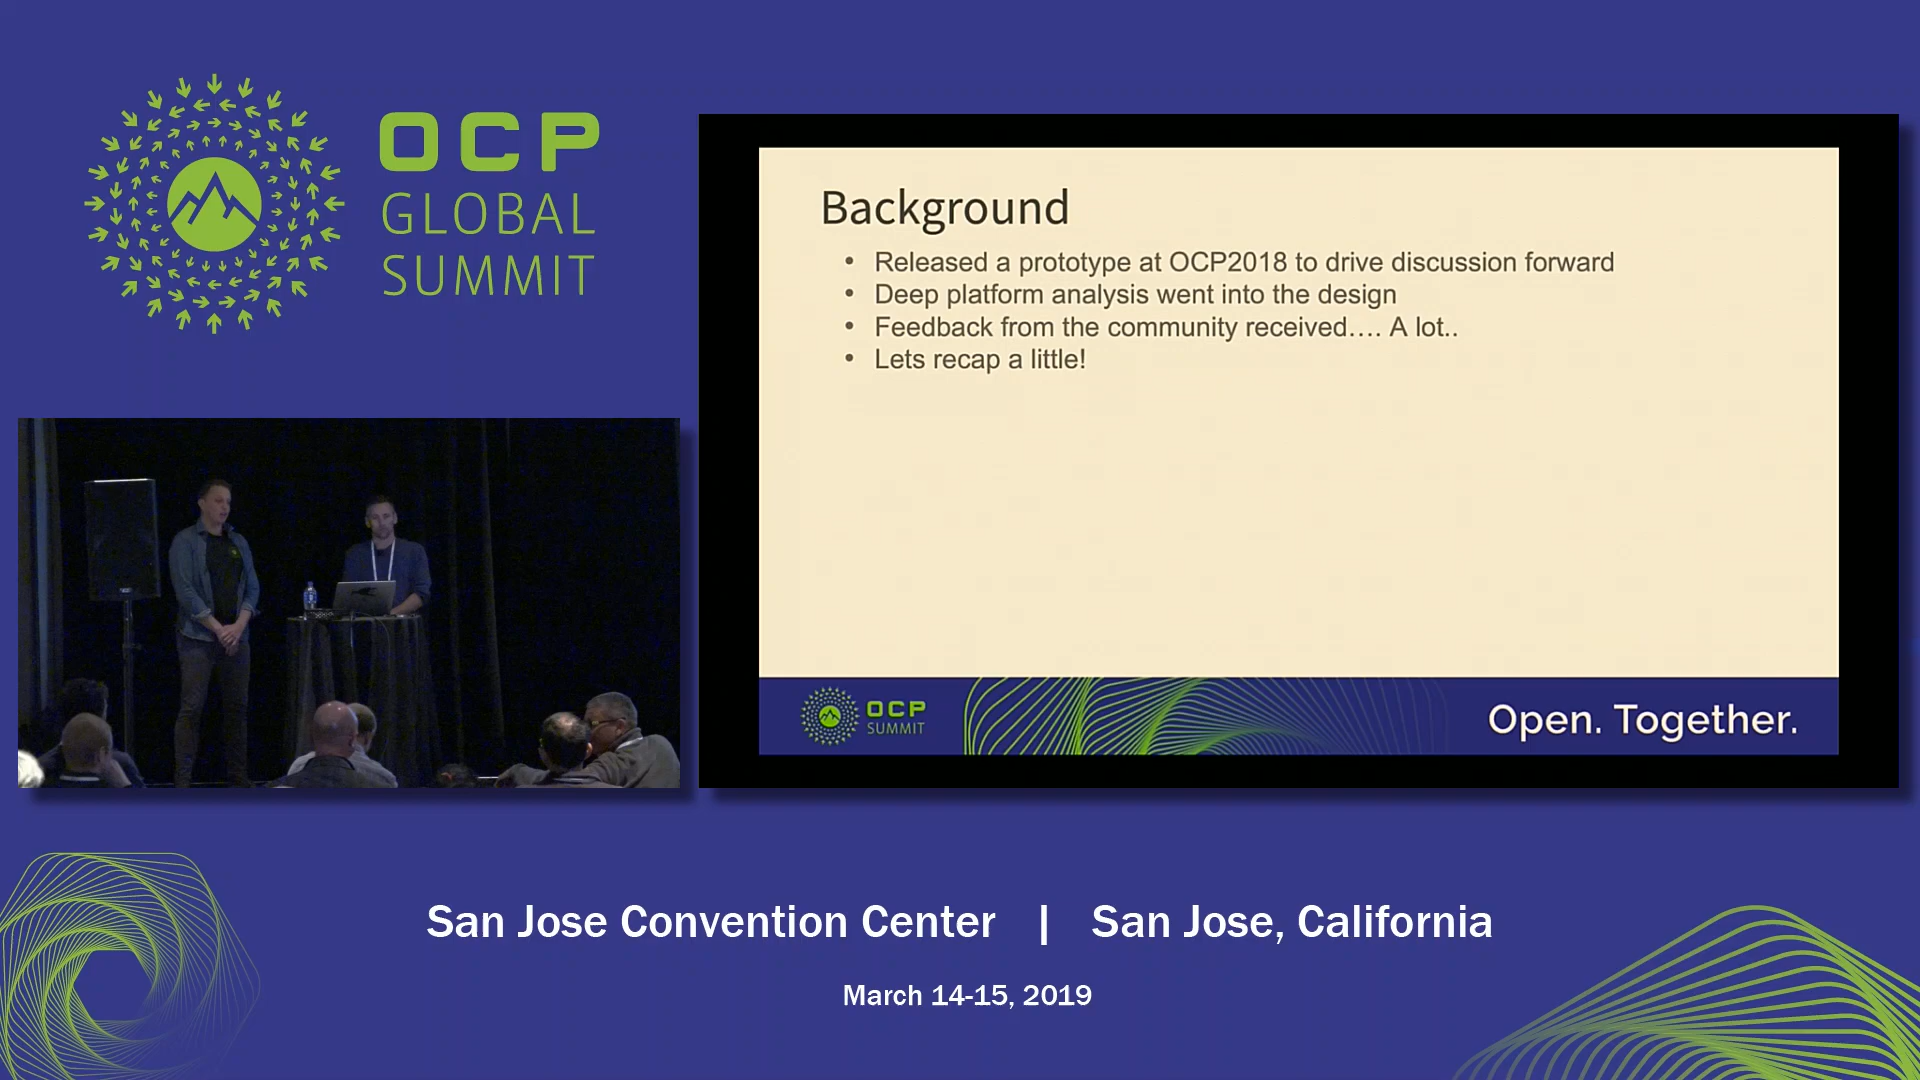 OCP
GLOBAL
SUMMIT
Background
• Released a prototype at OCP2018 to drive discussion forward
• Deep platform analysis went into the design
• Feedback from the community received.... A lot..
• Lets recap a little!
OCP
SUMMIT
Open. Together.
San Jose Convention Center | San Jose, California
March 14-15, 2019